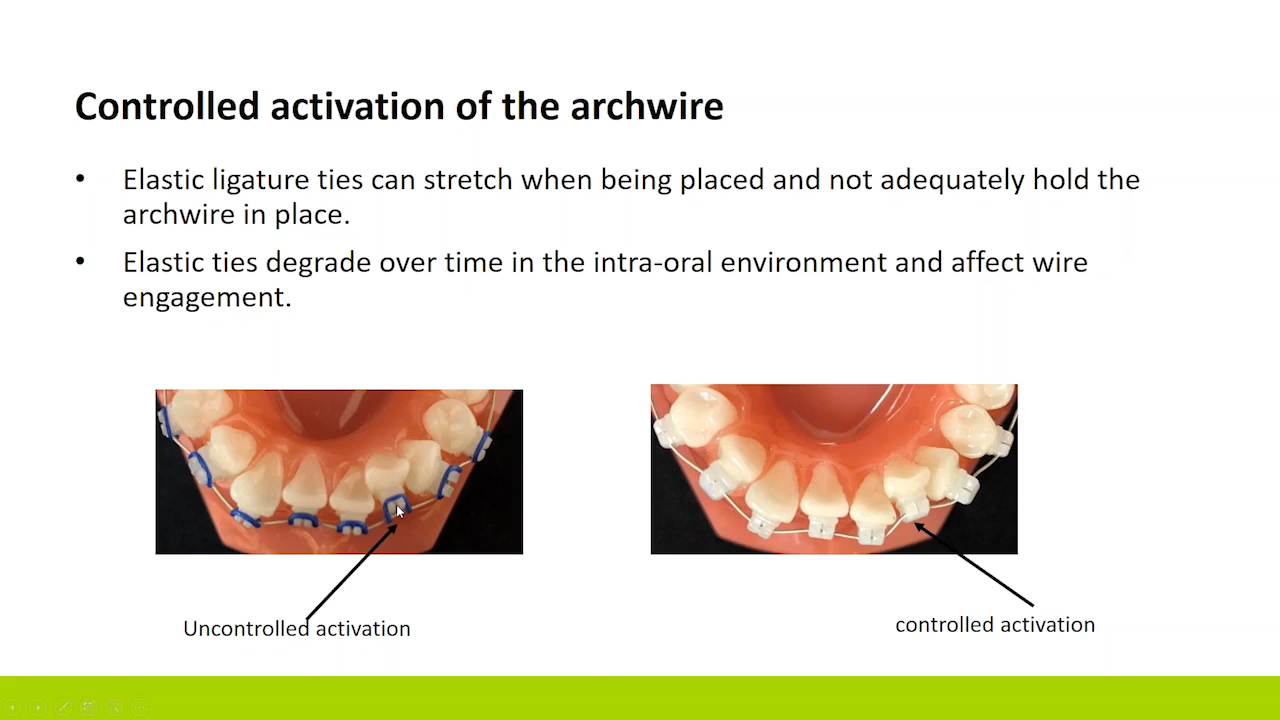 Controlled activation of the archwire
• Elastic ligature ties can stretch when being placed and not adequately hold the
archwire in place.
• Elastic ties degrade over time in the intra-oral environment and affect wire
engagement.
Uncontrolled activation
controlled activation